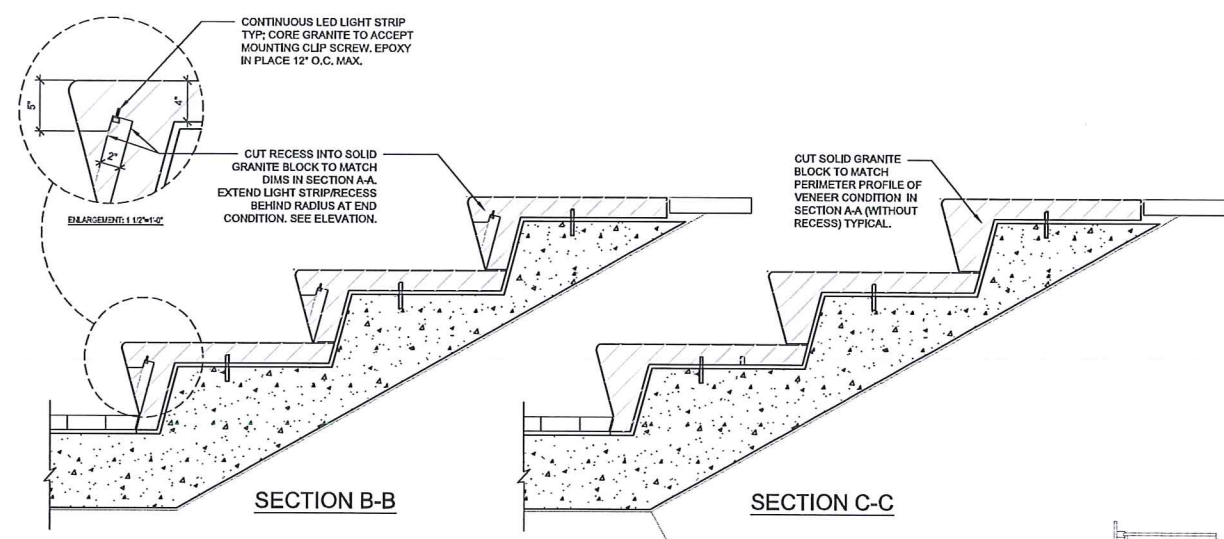 CONTINUOUS LED LIGHT STRIP
TYP; CORE GRANITE TO ACCEPT
MOUNTING CLIP SCREW. EPOXY
IN PLACE 12" O.C. MAX.
5"
4"
2"
ENLARGEMENT: 1 1/2"=1'-0"
CUT RECESS INTO SOLID
GRANITE BLOCK TO MATCH
DIMS IN SECTION A-A.
EXTEND LIGHT STRIP/RECESS
BEHIND RADIUS AT END
CONDITION. SEE ELEVATION.
CUT SOLID GRANITE
BLOCK TO MATCH
PERIMETER PROFILE OF
VENEER CONDITION IN
SECTION A-A (WITHOUT
RECESS) TYPICAL.
SECTION B-B
SECTION C-C